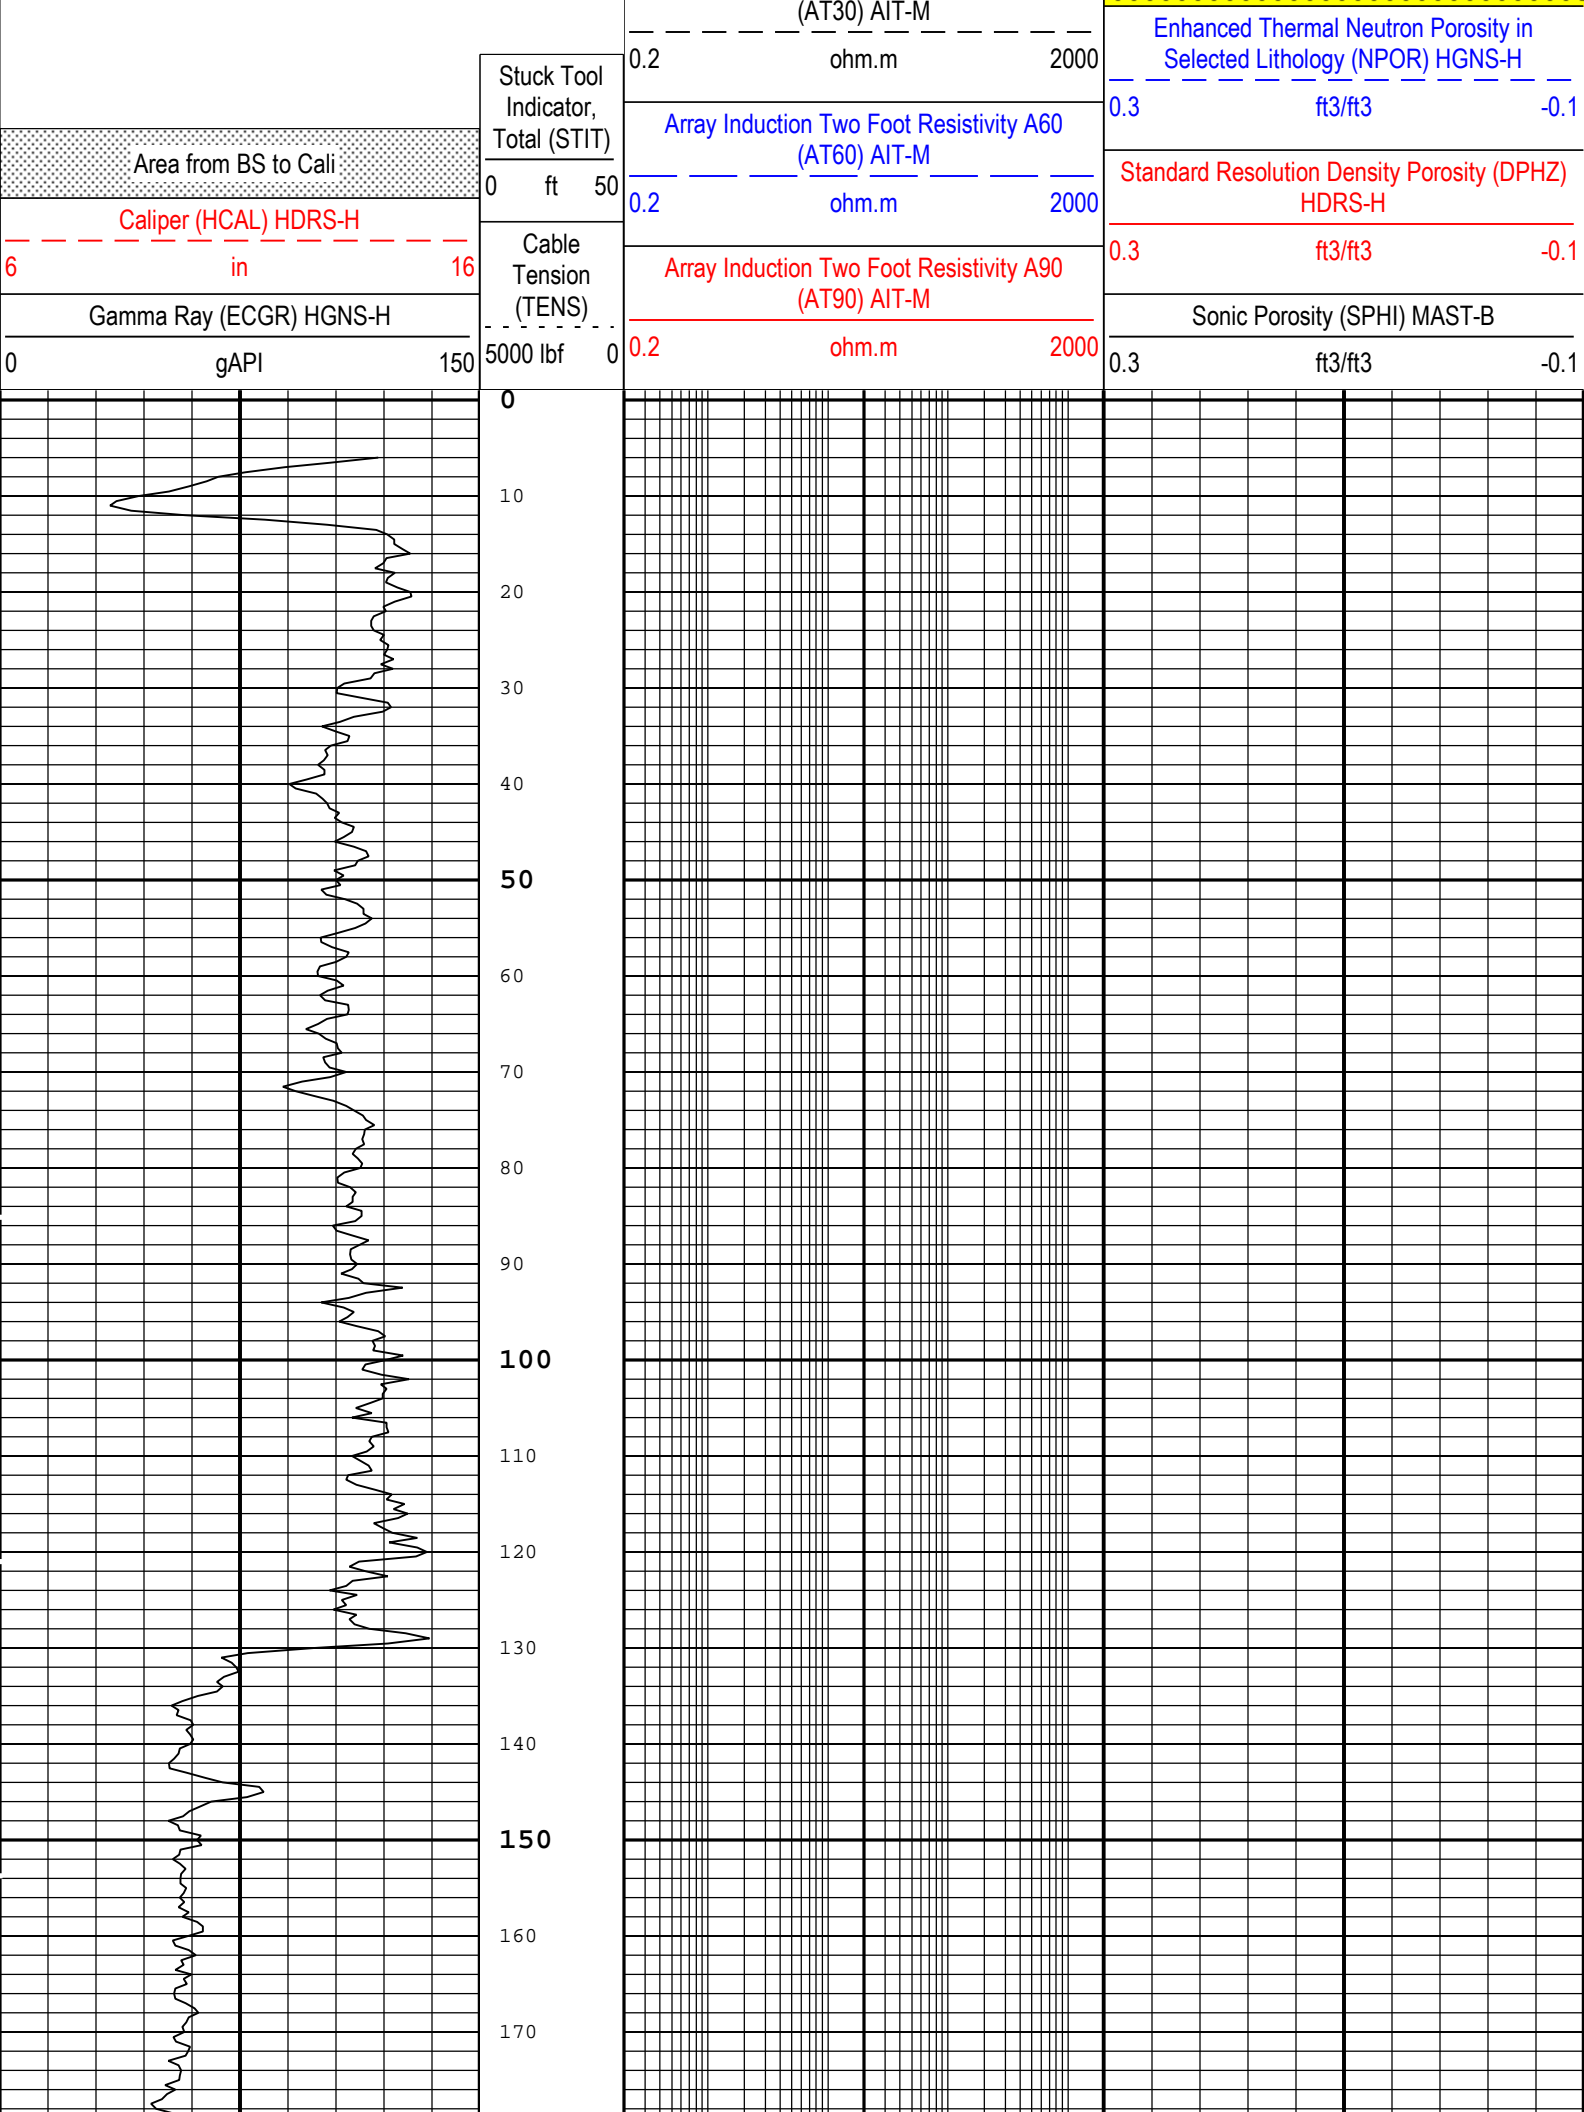 Area from BS to Cali
Caliper (HCAL) HDRS-H
6 in 16
Gamma Ray (ECGR) HGNS-H
0 gAPI 150
Stuck Tool
Indicator,
Total (STIT)
0 ft 50
Cable
Tension
(TENS)
5000 lbf 0
(AT30) AIT-M
0.2 ohm.m 2000
Array Induction Two Foot Resistivity A60
(AT60) AIT-M
0.2 ohm.m 2000
Array Induction Two Foot Resistivity A90
(AT90) AIT-M
0.2 ohm.m 2000
Enhanced Thermal Neutron Porosity in
Selected Lithology (NPOR) HGNS-H
0.3 ft3/ft3 -0.1
Standard Resolution Density Porosity (DPHZ)
HDRS-H
0.3 ft3/ft3 -0.1
Sonic Porosity (SPHI) MAST-B
0.3 ft3/ft3 -0.1
0
10
20
30
40
50
60
70
80
90
100
110
120
130
140
150
160
170